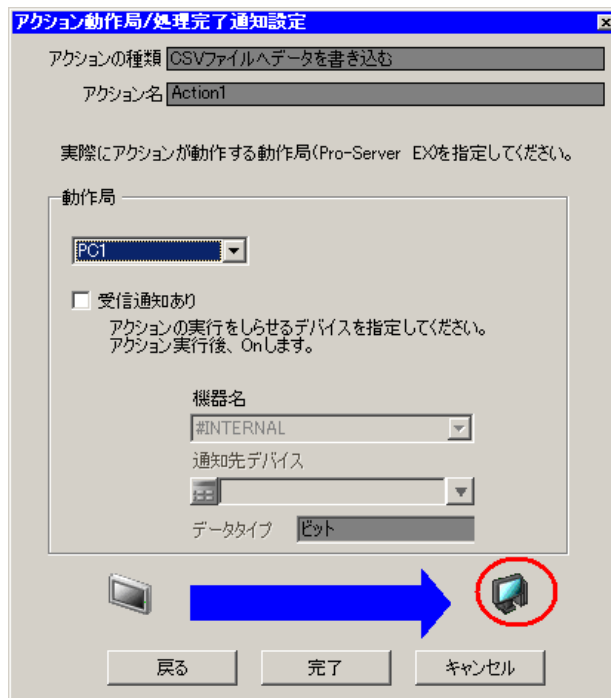 アクション動作局/処理完了通知設定
アクションの種類 CSVファイルへデータを書き込む
アクション名 Action1
実際にアクションが動作する動作局(Pro-Server EX)を指定してください。
動作局
PC1
受信通知あり
アクションの実行をしらせるデバイスを指定してください。
アクション実行後、Onします。
機器名
#INTERNAL
通知先デバイス
データタイプ ビット
戻る 完了 キャンセル